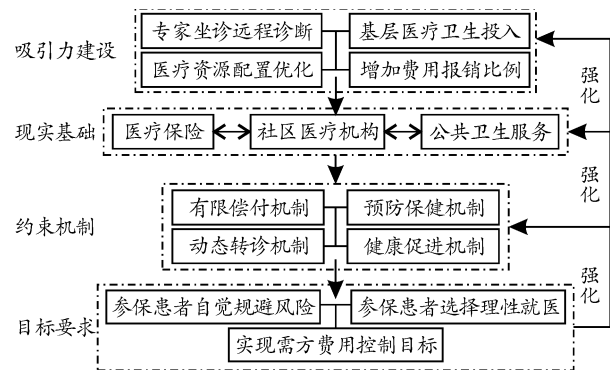 专家坐诊远程诊断 基层医疗卫生投入
吸引力建设
医疗资源配置优化 增加费用报销比例
强化
现实基础 医疗保险 社区医疗机构 公共卫生服务
强化
有限偿付机制 预防保健机制
约束机制
动态转诊机制 健康促进机制
强化
参保患者自觉规避风险 参保患者选择理性就医
目标要求
实现需方费用控制目标